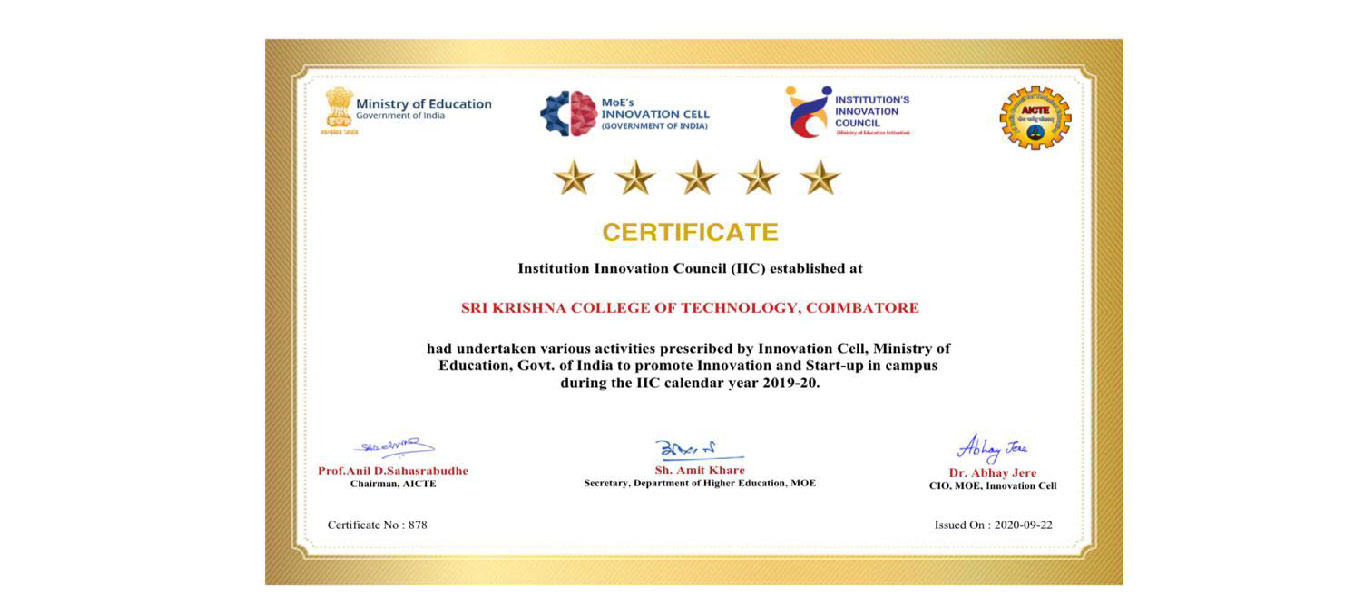 Ministry of Education
Government of India
MoE's
INNOVATION CELL
(GOVERNMENT OF INDIA)
INSTITUTION'S
INNOVATION
COUNCIL
(Ministry of Education Initiative)
AICTE
CERTIFICATE
Institution Innovation Council (IIC) established at
SRI KRISHNA COLLEGE OF TECHNOLOGY, COIMBATORE
had undertaken various activities prescribed by Innovation Cell, Ministry of
Education, Govt. of India to promote Innovation and Start-up in campus
during the IIC calendar year 2019-20.
Abhay Jere
Prof.Anil D.Sahasrabudhe
Chairman, AICTE
Sh. Amit Khare
Secretary, Department of Higher Education, MOE
Dr. Abhay Jere
CIO, MOE, Innovation Cell
Certificate No : 878
Issued On : 2020-09-22